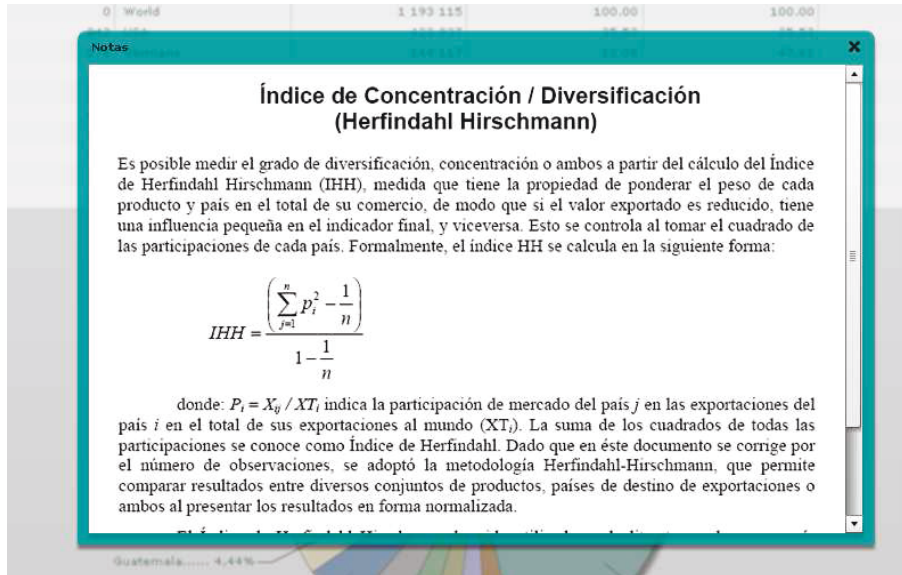 0 World 1 193 115 100.00 100.00
Notas
Índice de Concentración / Diversificación
(Herfindahl Hirschmann)
Es posible medir el grado de diversificación, concentración o ambos a partir del cálculo del Índice
de Herfindahl Hirschmann (IHH), medida que tiene la propiedad de ponderar el peso de cada
producto y país en el total de su comercio, de modo que si el valor exportado es reducido, tiene
una influencia pequeña en el indicador final, y viceversa. Esto se controla al tomar el cuadrado de
las participaciones de cada país. Formalmente, el índice HH se calcula en la siguiente forma:
IHH = (∑_{j=1}^{n} p_i^2 − 1/n) / (1 − 1/n)
donde: P_i = X_{ij} / XT_i indica la participación de mercado del país j en las exportaciones del
país i en el total de sus exportaciones al mundo (XT_i). La suma de los cuadrados de todas las
participaciones se conoce como Índice de Herfindahl. Dado que en éste documento se corrige por
el número de observaciones, se adoptó la metodología Herfindahl-Hirschmann, que permite
comparar resultados entre diversos conjuntos de productos, países de destino de exportaciones o
ambos al presentar los resultados en forma normalizada.
Guatemala...... 4,44%